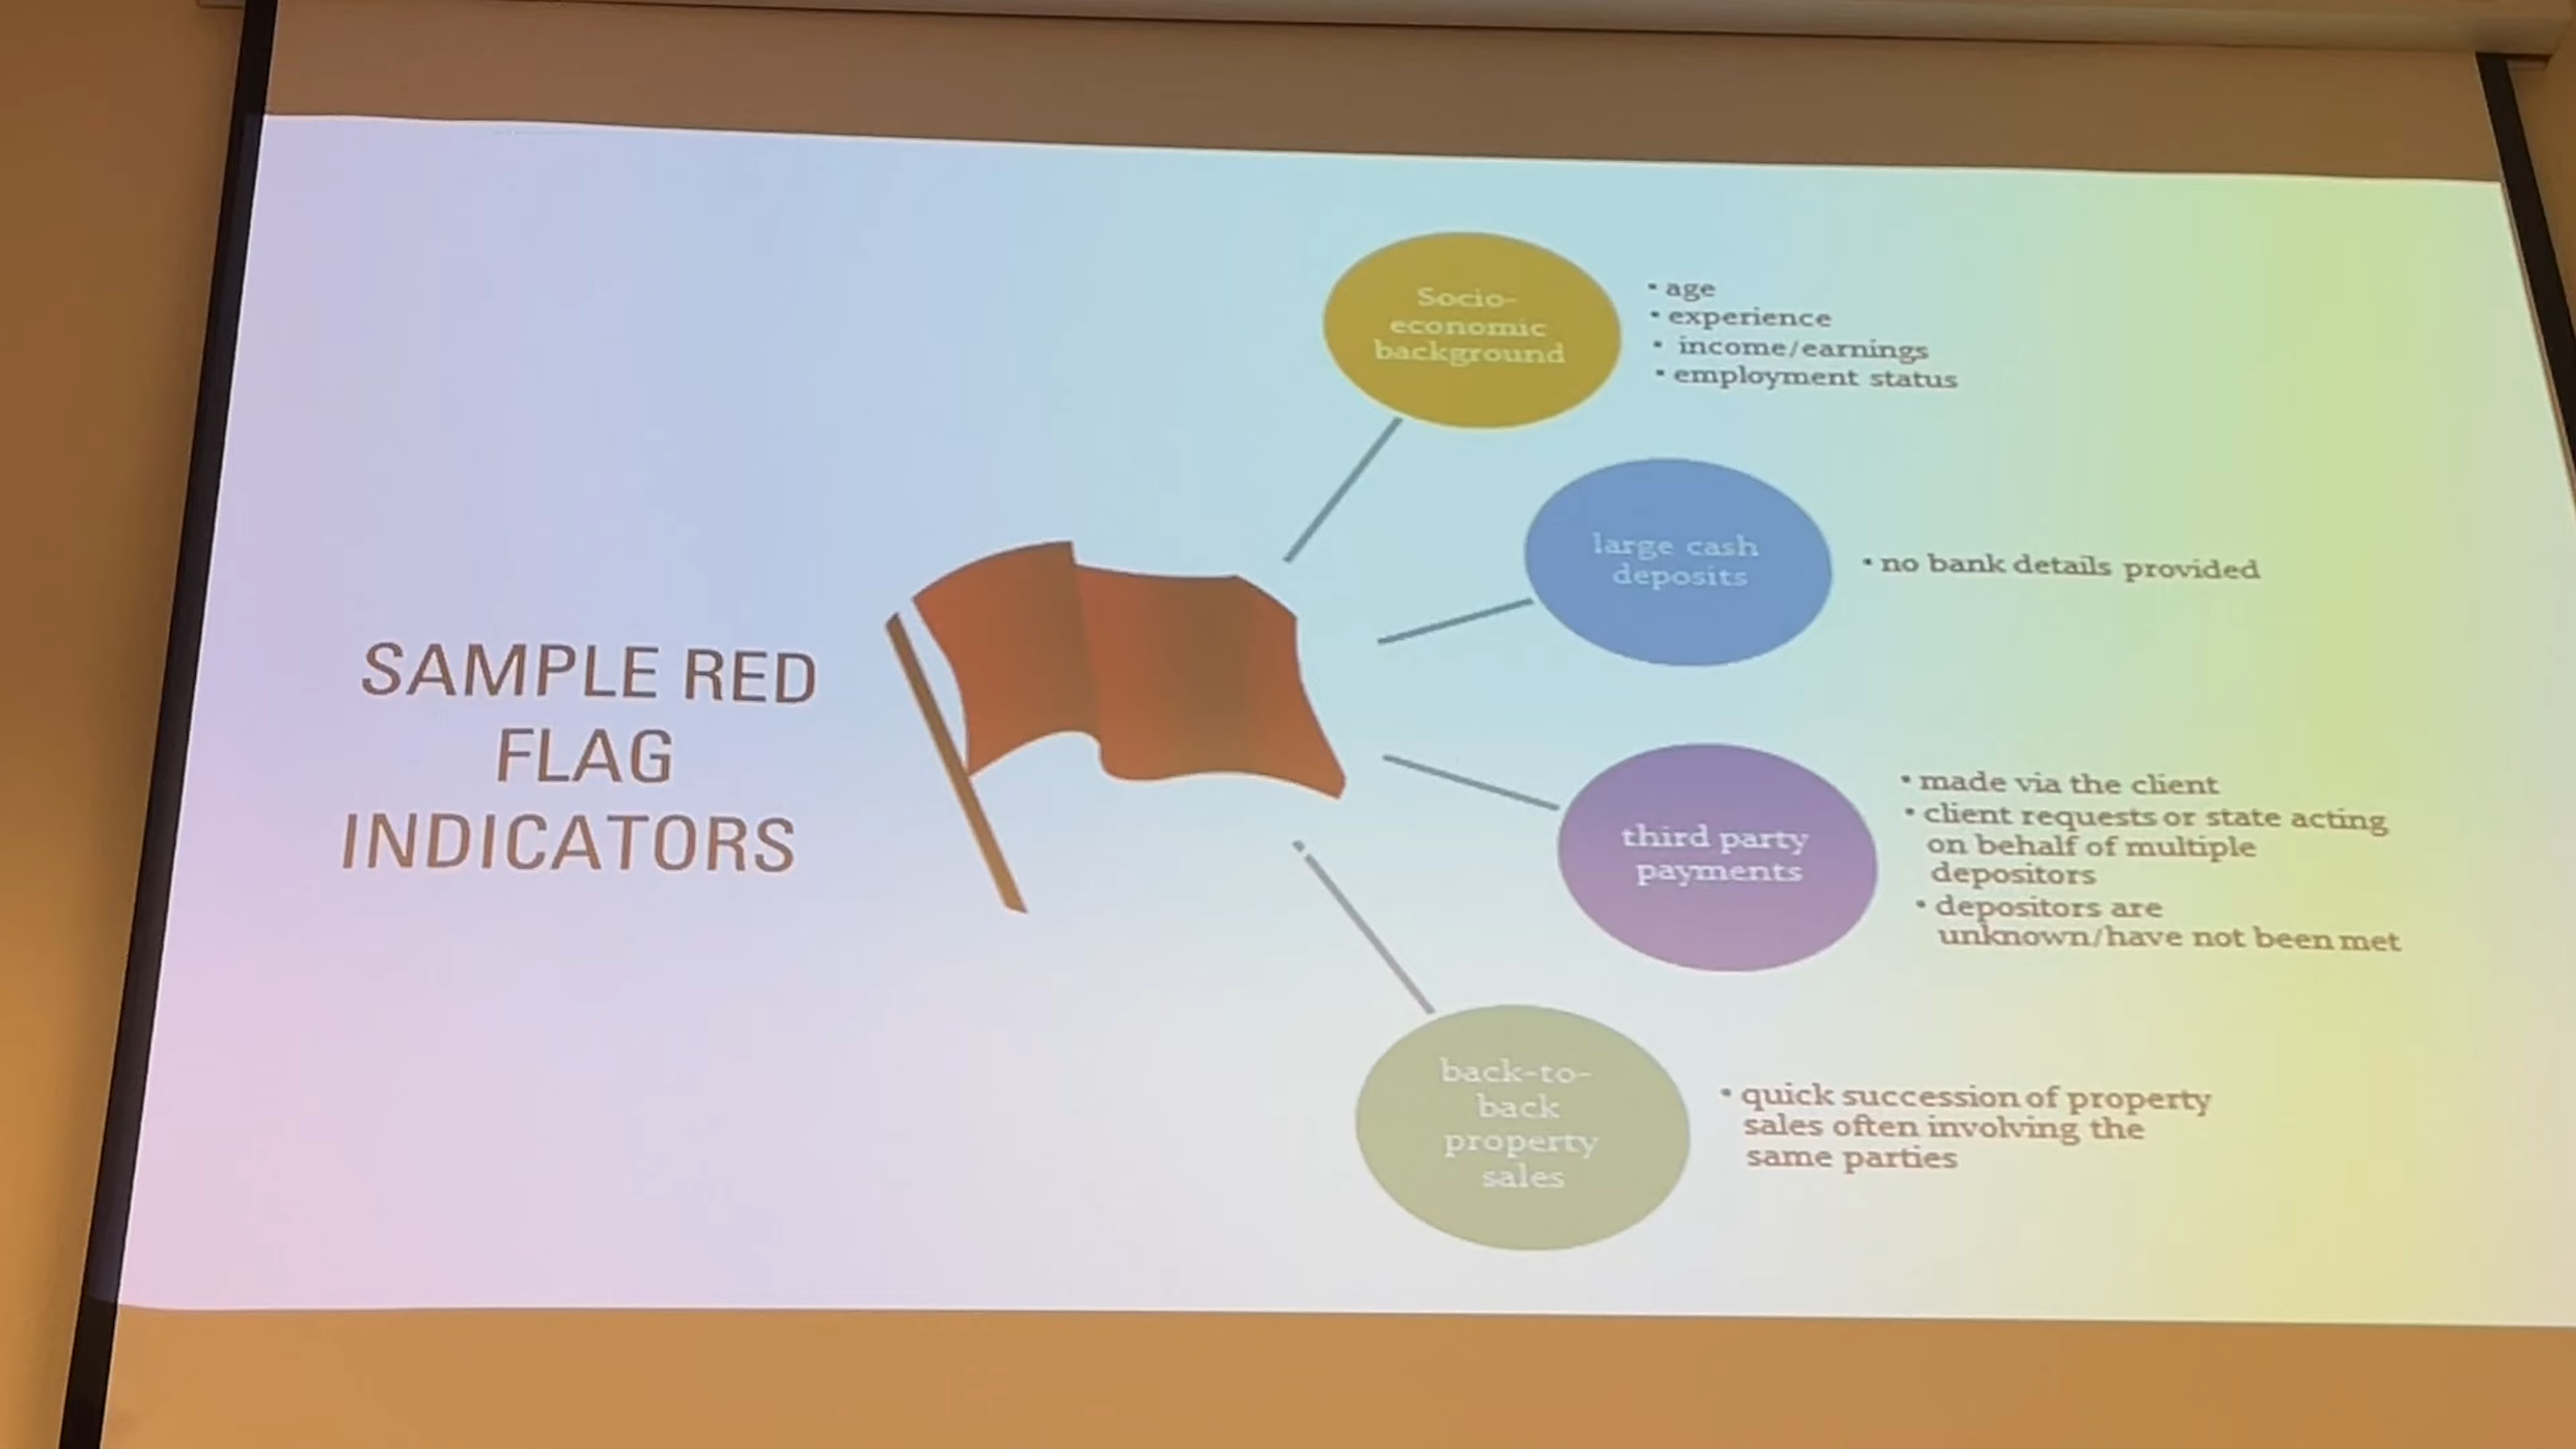 SAMPLE RED
FLAG
INDICATORS
Socio-
economic
background
• age
• experience
• income/earnings
• employment status
large cash
deposits
• no bank details provided
third party
payments
• made via the client
• client requests or state acting
on behalf of multiple
depositors
• depositors are
unknown/have not been met
back-to-
back
property
sales
• quick succession of property
sales often involving the
same parties